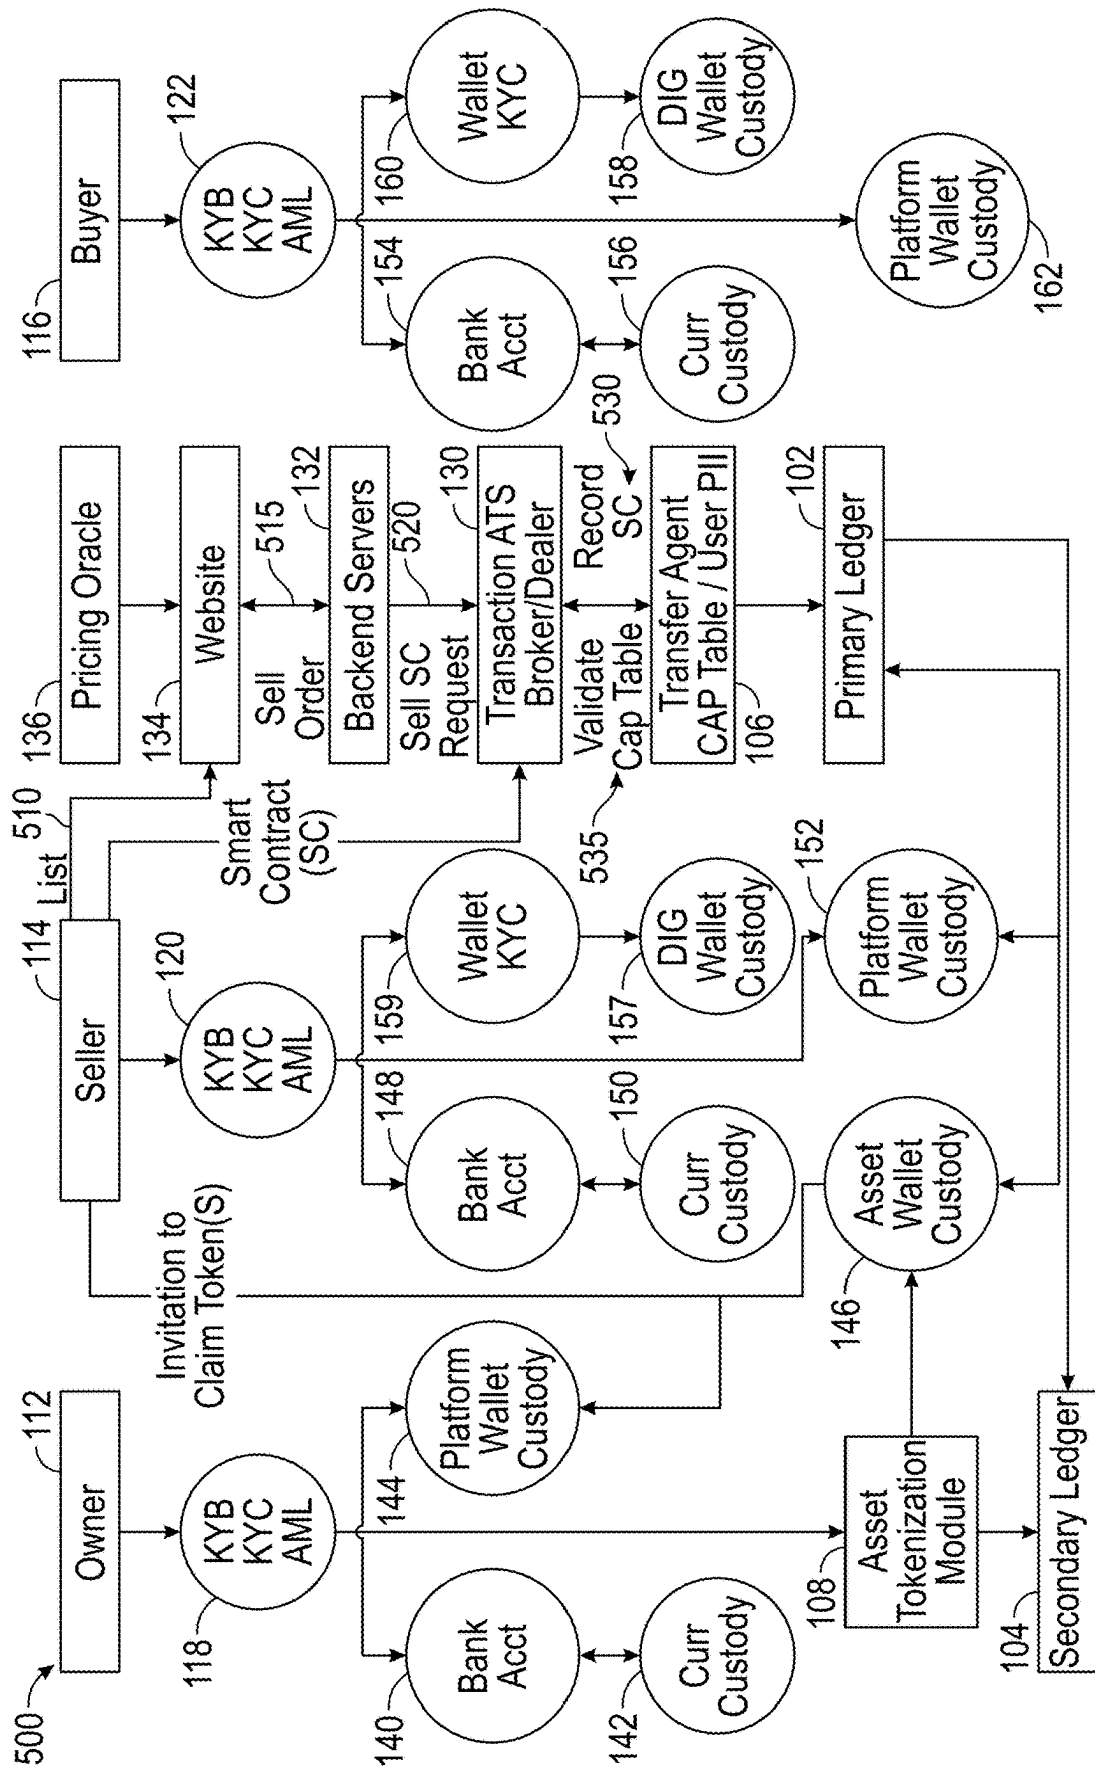 500
Owner
112
118
KYB
KYC
AML
140
Bank
Acct
142
Curr
Custody
144
Platform
Wallet
Custody
108
Asset
Tokenization
Module
104
Secondary Ledger
Invitation to
Claim Token(S)
Seller
114
120
KYB
KYC
AML
148
Bank
Acct
150
Curr
Custody
159
Wallet
KYC
157
DIG
Wallet
Custody
146
Asset
Wallet
Custody
152
Platform
Wallet
Custody
List
510
Smart
Contract
(SC)
136
Pricing Oracle
134
Website
Sell
Order
515
132
Backend Servers
Sell SC
Request
520
130
Transaction ATS
Broker/Dealer
535
Validate
Cap Table
Record
SC
530
106
Transfer Agent
CAP Table / User PII
102
Primary Ledger
116
Buyer
122
KYB
KYC
AML
154
Bank
Acct
156
Curr
Custody
160
Wallet
KYC
158
DIG
Wallet
Custody
Platform
Wallet
Custody
162